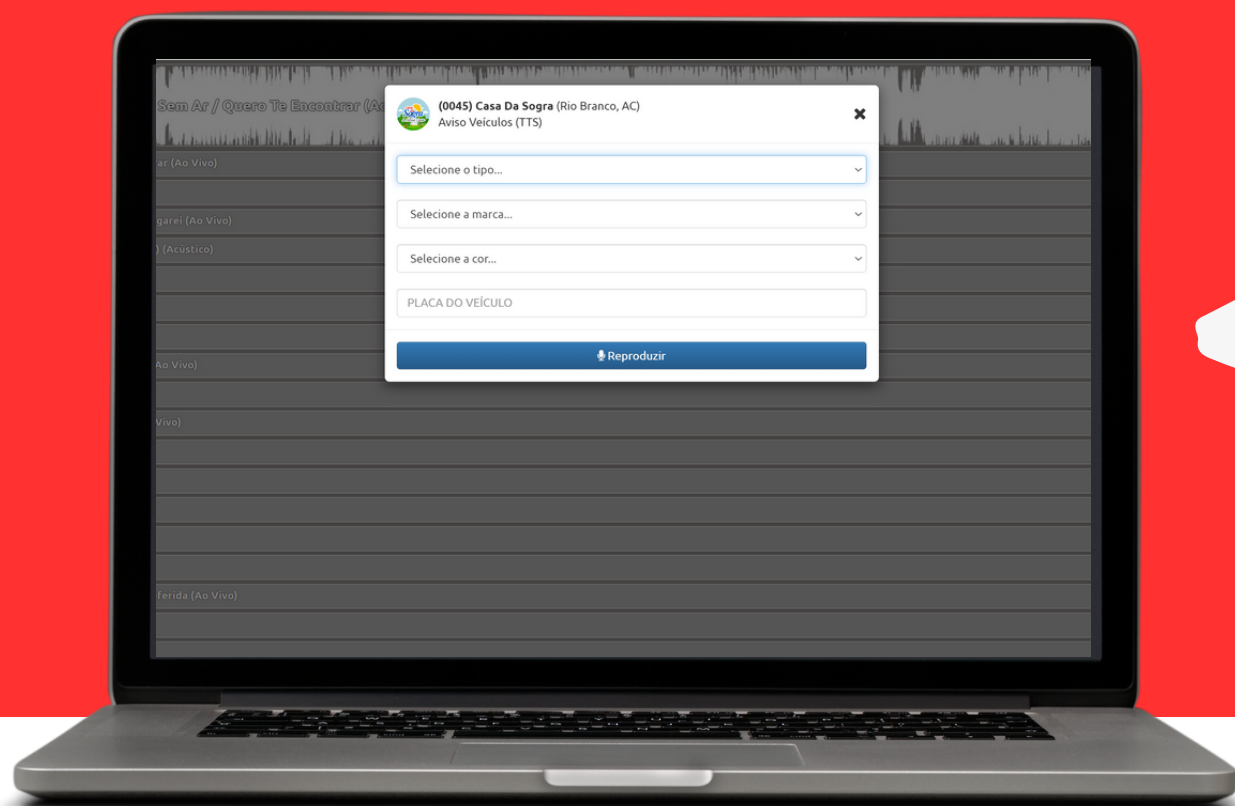 (0045) Casa Da Sogra (Rio Branco, AC)
Aviso Veículos (TTS)
Selecione o tipo...
Selecione a marca...
Selecione a cor...
PLACA DO VEÍCULO
Reproduzir
Sem Ar / Quero Te Encontrar (A
ar (Ao Vivo)
garei (Ao Vivo)
) (Acústico)
Ao Vivo)
Vivo)
ferida (Ao Vivo)